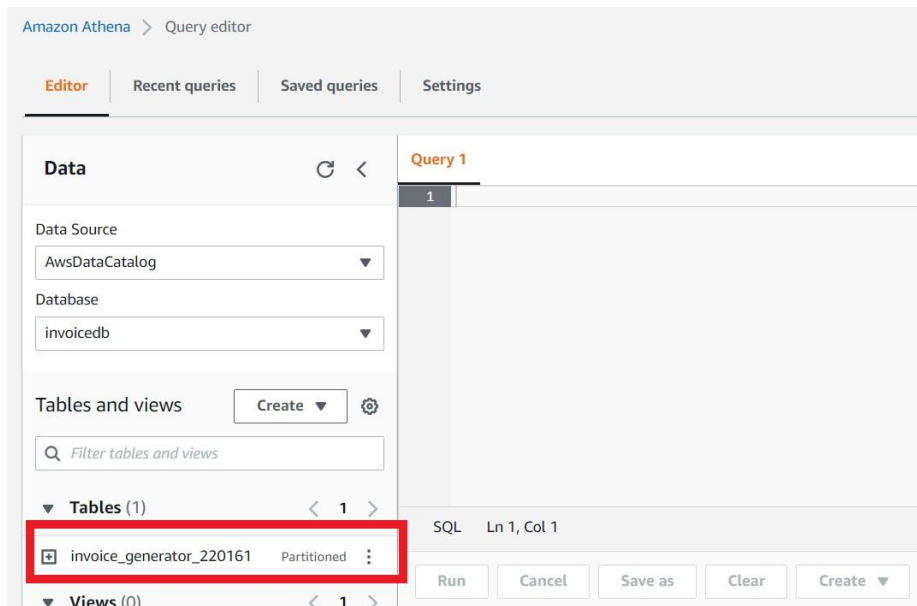 Amazon Athena > Query editor
Editor Recent queries Saved queries Settings
Data
Query 1
1
Data Source
AwsDataCatalog
Database
invoicedb
Tables and views Create
Filter tables and views
Tables (1) < 1 >
SQL Ln 1, Col 1
invoice_generator_220161 Partitioned
Run Cancel Save as Clear Create
Views (0) < 1 >